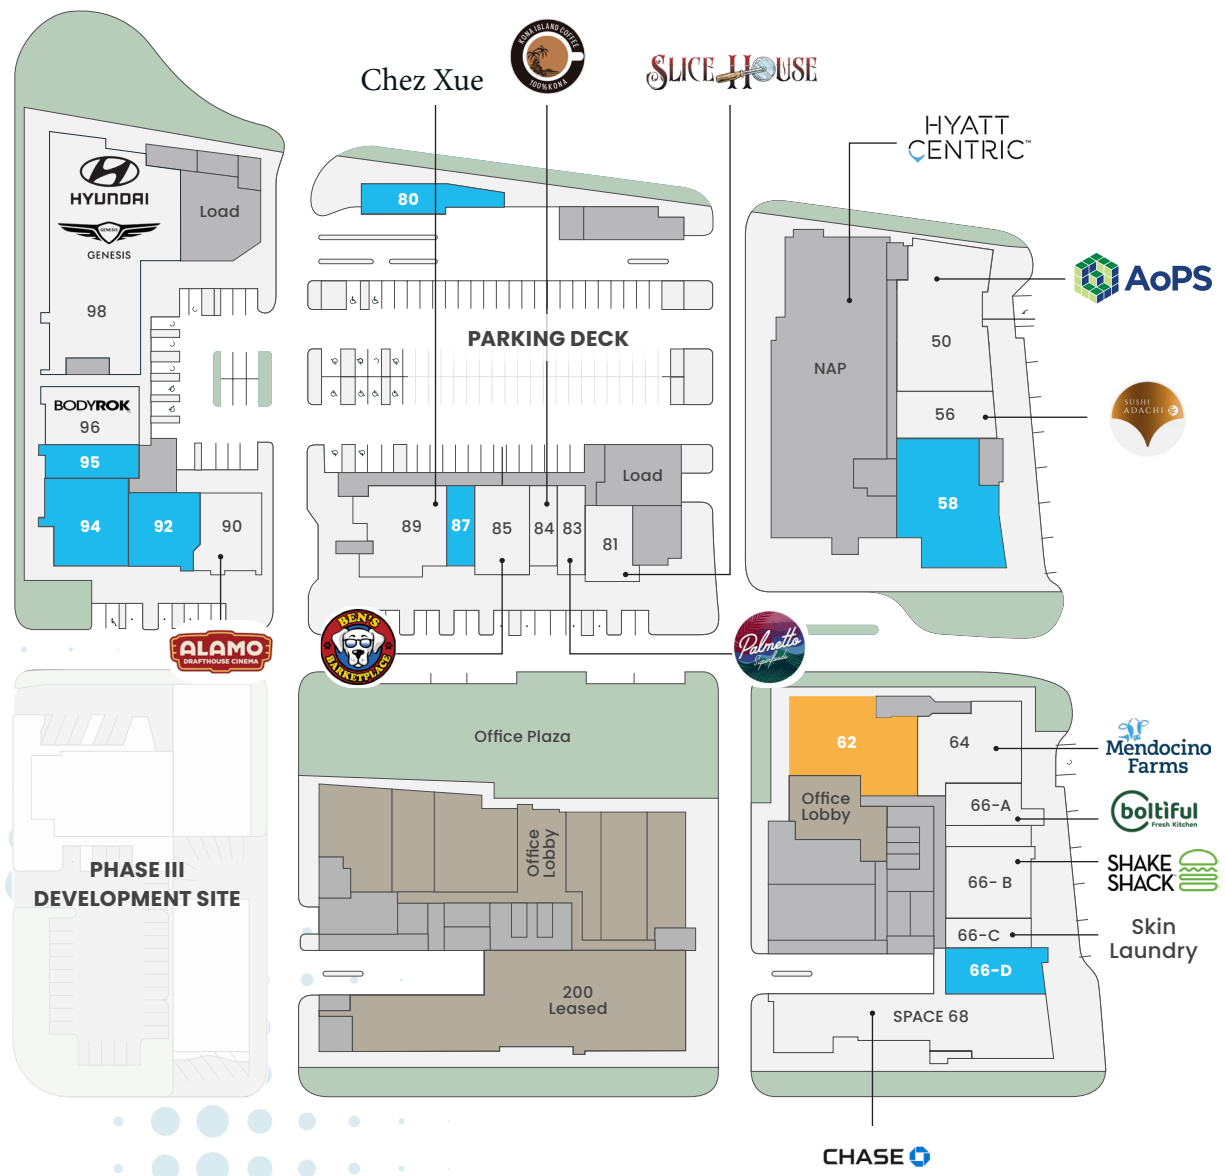 KONA ISLAND COFFEE
100% KONA
Chez Xue
SLICE HOUSE
HYATT
CENTRIC™
HYUNDAI
GENESIS
GENESIS
Load
98
80
AoPS
PARKING DECK
50
NAP
SUSHI
ADACHI
56
BODYROK
96
95
94
92
90
Load
89
87
85
84
83
81
58
ALAMO
DRAFTHOUSE CINEMA
BEN'S
BARKETPLACE
Palmetto
Superfoods
Office Plaza
62
64
Mendocino
Farms
Office
Lobby
66-A
boltiful
Fresh Kitchen
Office
Lobby
PHASE III
DEVELOPMENT SITE
66- B
SHAKE
SHACK
66-C
Skin
Laundry
66-D
200
Leased
SPACE 68
CHASE